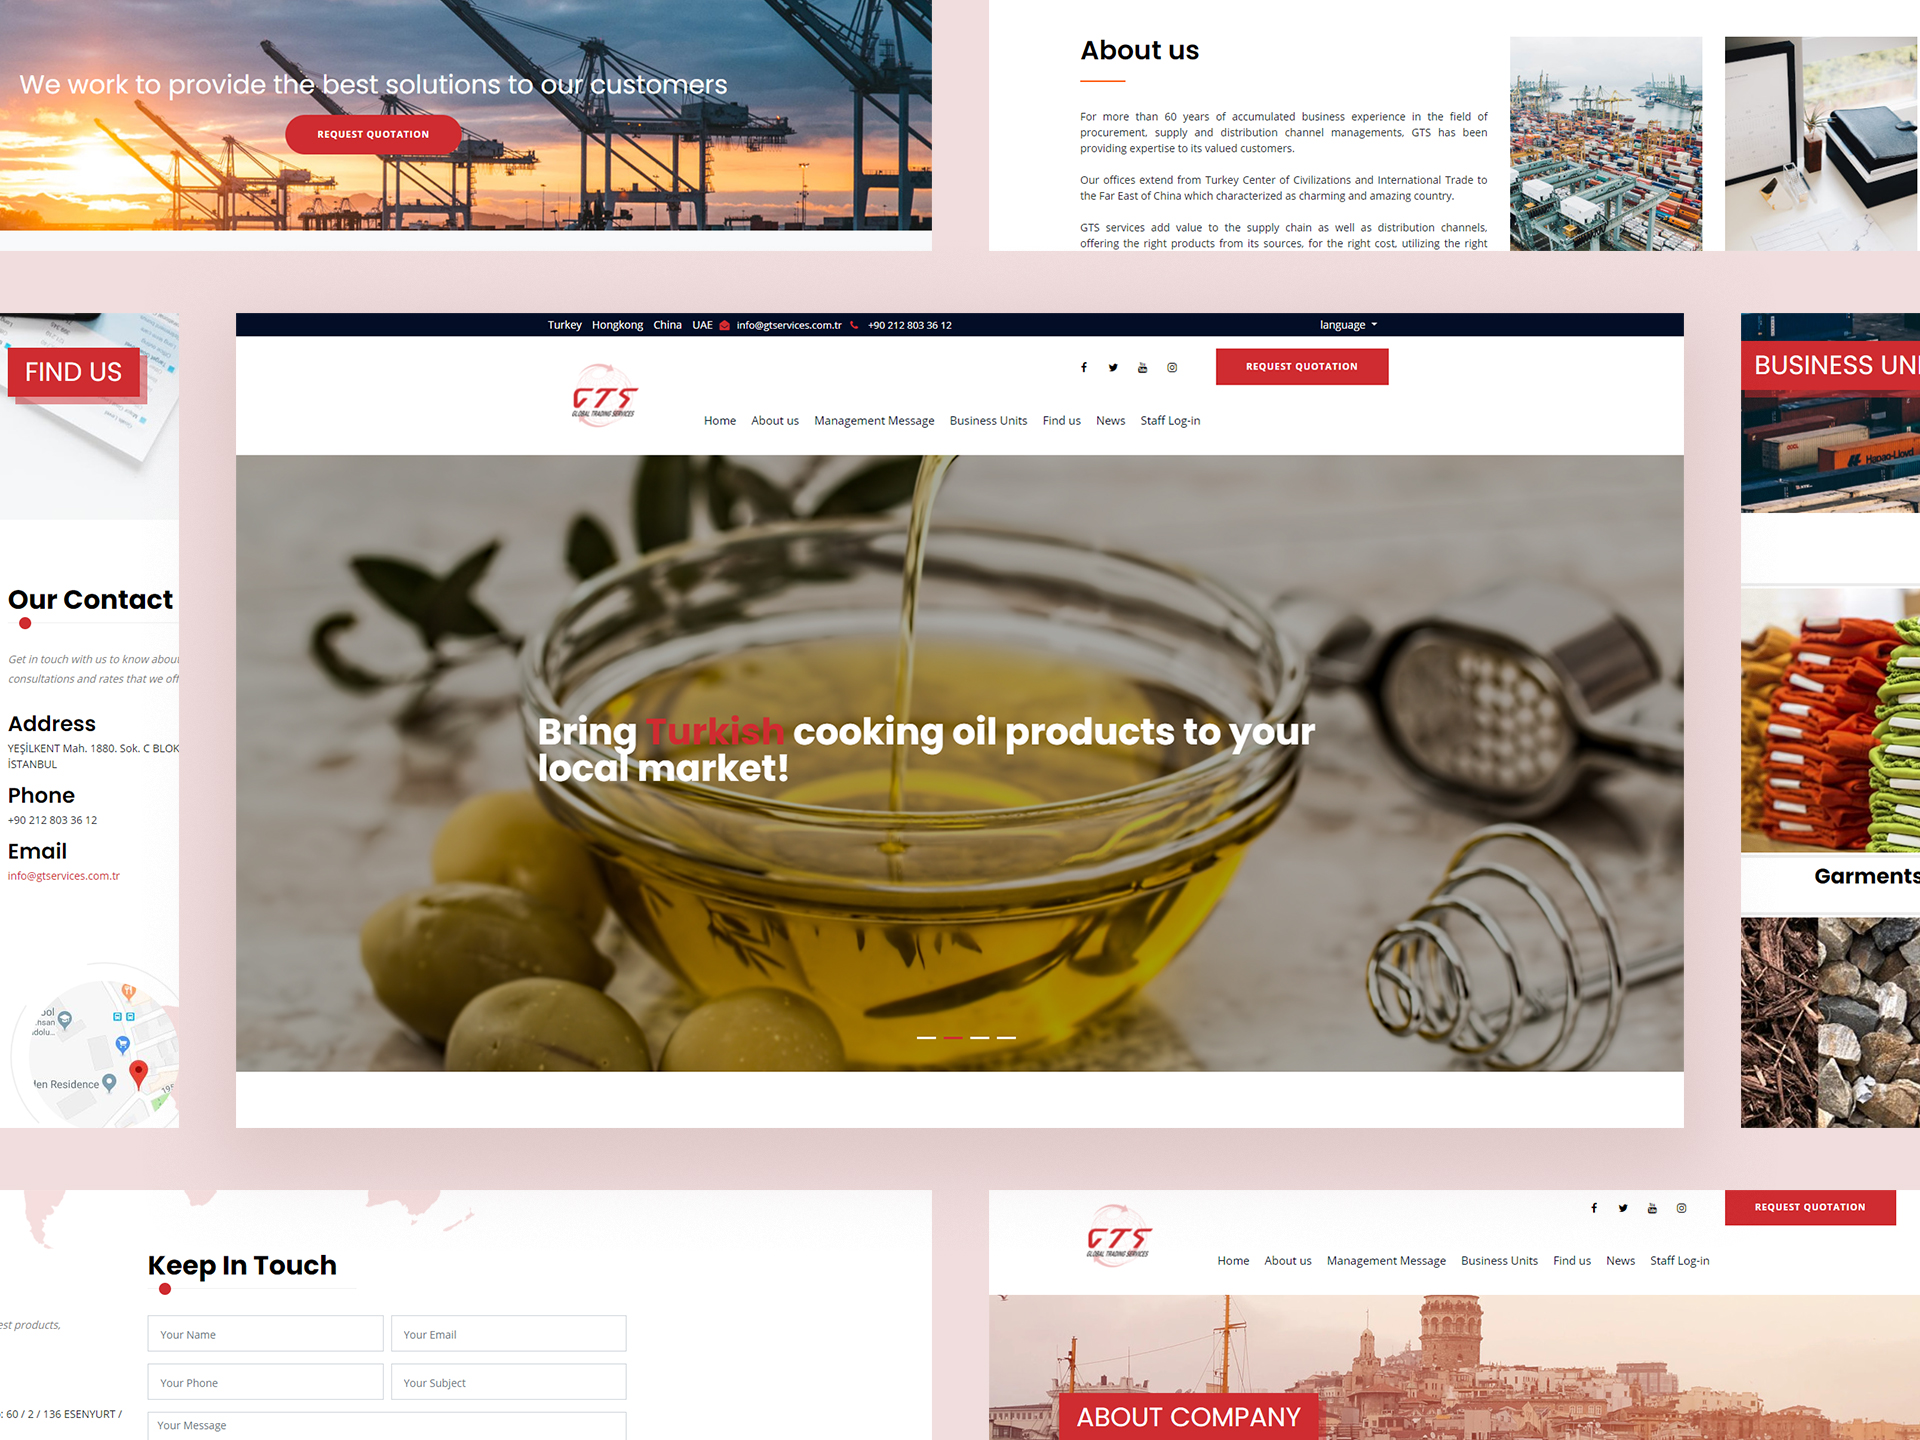 We work to provide the best solutions to our customers
REQUEST QUOTATION
About us
For more than 60 years of accumulated business experience in the field of
procurement, supply and distribution channel managements, GTS has been
providing expertise to its valued customers.
Our offices extend from Turkey Center of Civilizations and International Trade to
the Far East of China which characterized as charming and amazing country.
GTS services add value to the supply chain as well as distribution channels,
offering the right products from its sources, for the right cost, utilizing the right
FIND US
Our Contact
Get in touch with us to know about
consultations and rates that we off
Address
YEŞİLKENT Mah. 1880. Sok. C BLOK
İSTANBUL
Phone
+90 212 803 36 12
Email
info@gtservices.com.tr
len Residence
Turkey Hongkong China UAE info@gtservices.com.tr +90 212 803 36 12 language
GTS
GLOBAL TRADING SERVICES
REQUEST QUOTATION
Home About us Management Message Business Units Find us News Staff Log-in
Bring Turkish cooking oil products to your
local market!
BUSINESS UNI
Hapag-Lloyd
Garments
Keep In Touch
est products,
Your Name
Your Email
Your Phone
Your Subject
: 60 / 2 / 136 ESENYURT /
Your Message
GTS
GLOBAL TRADING SERVICES
REQUEST QUOTATION
Home About us Management Message Business Units Find us News Staff Log-in
ABOUT COMPANY